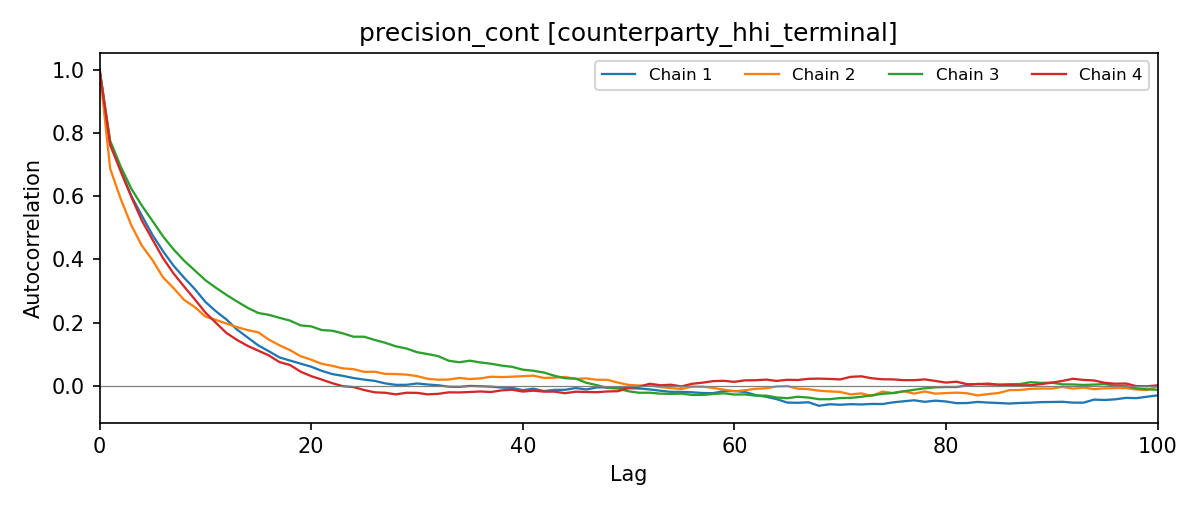 precision_cont [counterparty_hhi_terminal]
Chain 1 Chain 2 Chain 3 Chain 4
1.0
0.8
0.6
0.4
0.2
0.0
Autocorrelation
0 20 40 60 80 100
Lag